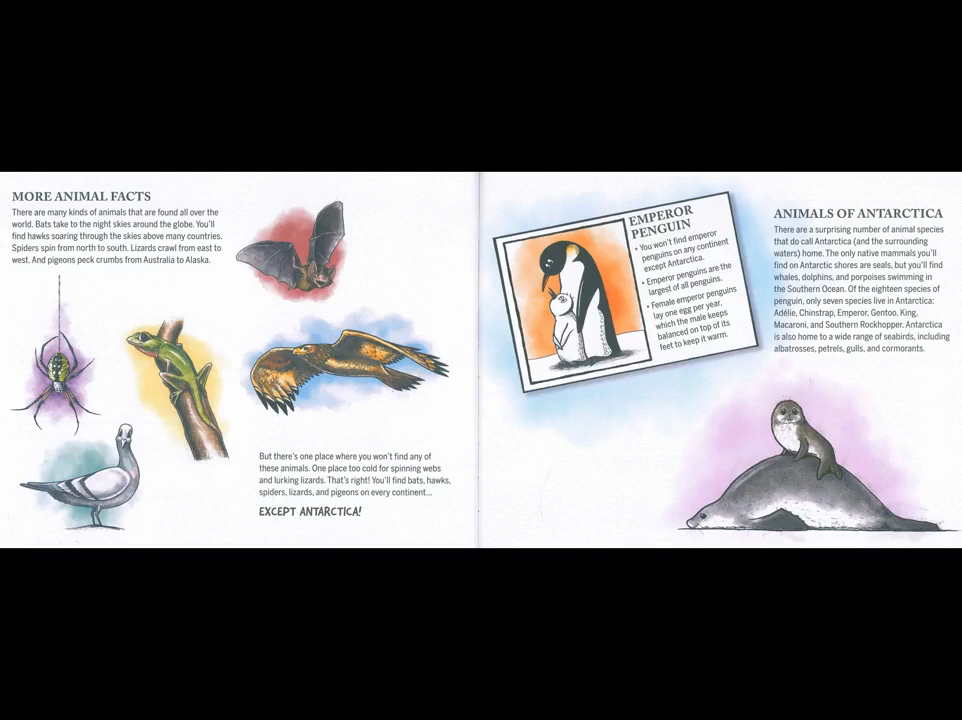 MORE ANIMAL FACTS
There are many kinds of animals that are found all over the
world. Bats take to the night skies around the globe. You'll
find hawks soaring through the skies above many countries.
Spiders spin from north to south. Lizards crawl from east to
west. And pigeons peck crumbs from Australia to Alaska.
But there's one place where you won't find any of
these animals. One place too cold for spinning webs
and lurking lizards. That's right! You'll find bats, hawks,
spiders, lizards, and pigeons on every continent...
EXCEPT ANTARCTICA!
EMPEROR
PENGUIN
• You won't find emperor
penguins on any continent
except Antarctica.
• Emperor penguins are the
largest of all penguins.
• Female emperor penguins
lay one egg per year,
which the male keeps
balanced on top of its
feet to keep it warm.
ANIMALS OF ANTARCTICA
There are a surprising number of animal species
that do call Antarctica (and the surrounding
waters) home. The only native mammals you'll
find on Antarctic shores are seals, but you'll find
whales, dolphins, and porpoises swimming in
the Southern Ocean. Of the eighteen species of
penguin, only seven species live in Antarctica:
Adélie, Chinstrap, Emperor, Gentoo, King,
Macaroni, and Southern Rockhopper. Antarctica
is also home to a wide range of seabirds, including
albatrosses, petrels, gulls, and cormorants.